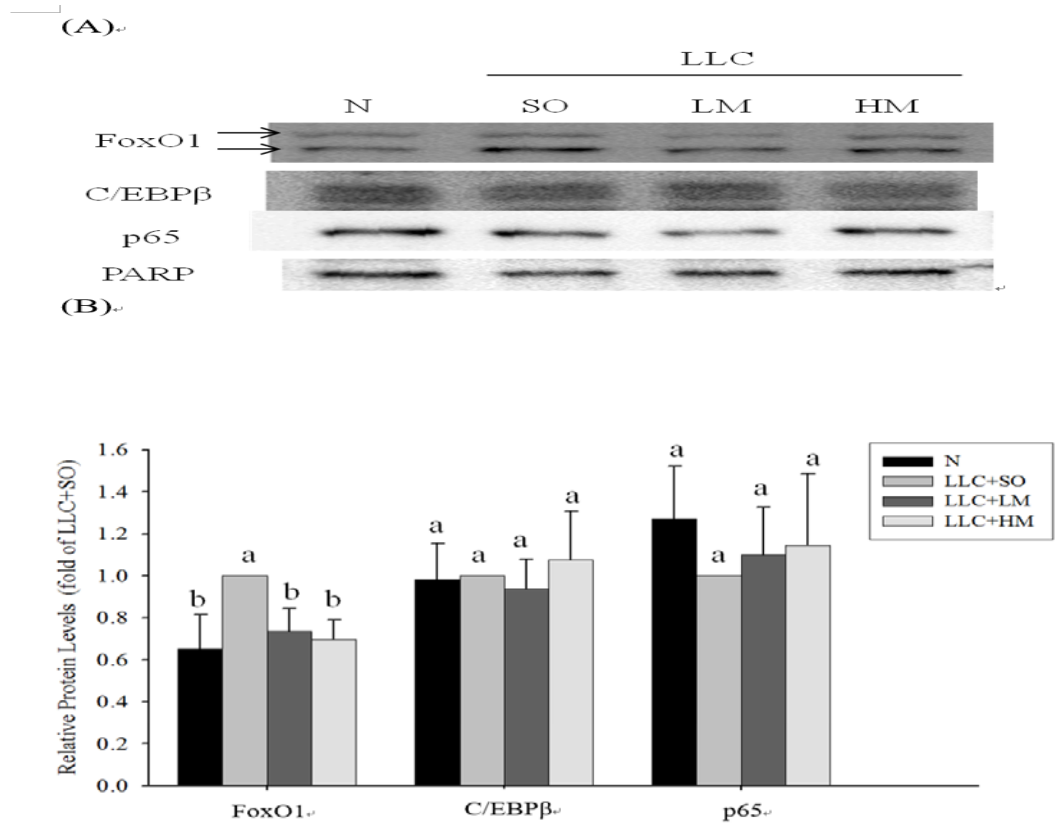 (A)
LLC
N SO LM HM
FoxO1
C/EBPβ
p65
PARP
(B)
Relative Protein Levels (fold of LLC+SO)
1.6
1.4
1.2
1.0
0.8
0.6
0.4
0.2
0.0
b a b b
a a a a
a a a a
FoxO1 C/EBPβ p65
N
LLC+SO
LLC+LM
LLC+HM